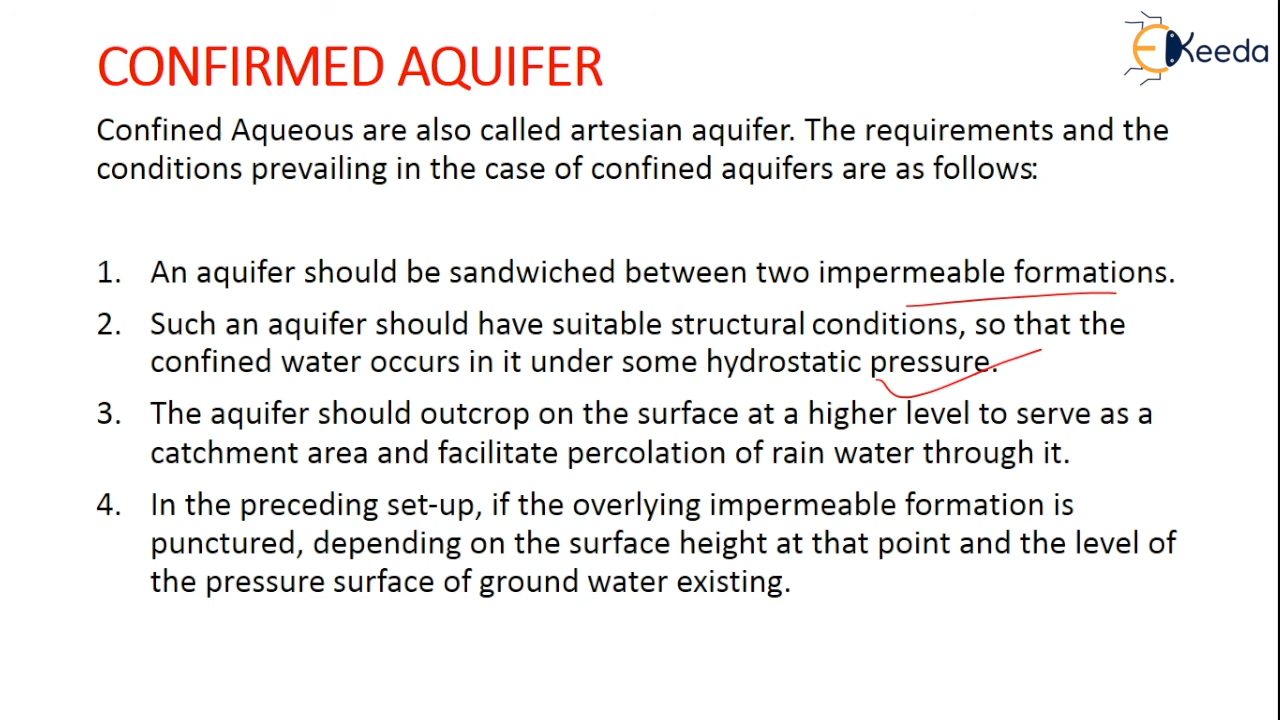 CONFIRMED AQUIFER
Keeda
Confined Aqueous are also called artesian aquifer. The requirements and the
conditions prevailing in the case of confined aquifers are as follows:
1. An aquifer should be sandwiched between two impermeable formations.
2. Such an aquifer should have suitable structural conditions, so that the
confined water occurs in it under some hydrostatic pressure.
3. The aquifer should outcrop on the surface at a higher level to serve as a
catchment area and facilitate percolation of rain water through it.
4. In the preceding set-up, if the overlying impermeable formation is
punctured, depending on the surface height at that point and the level of
the pressure surface of ground water existing.